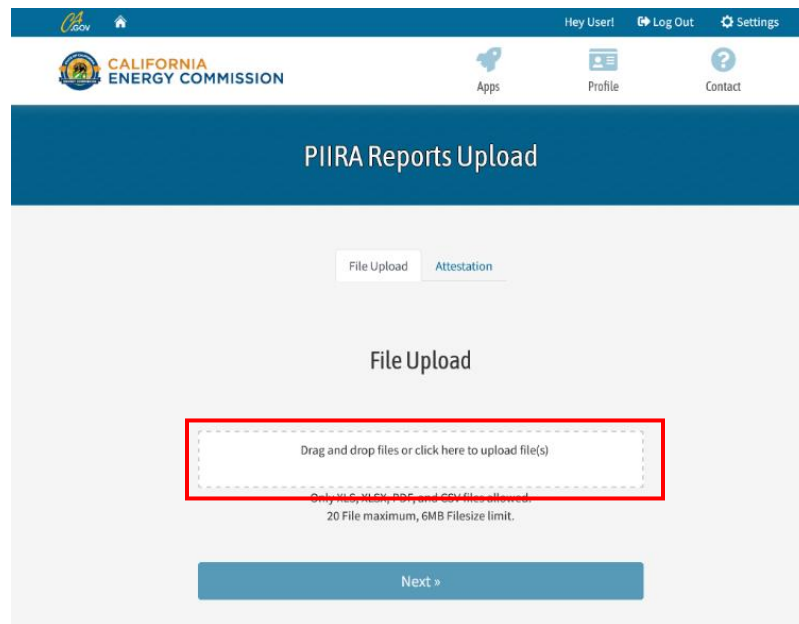 CA.GOV
Hey User! Log Out Settings
CALIFORNIA
ENERGY COMMISSION
Apps Profile Contact
PIIRA Reports Upload
File Upload Attestation
File Upload
Drag and drop files or click here to upload file(s)
Only XLS, XLSX, PDF, and CSV files allowed.
20 File maximum, 6MB Filesize limit.
Next »